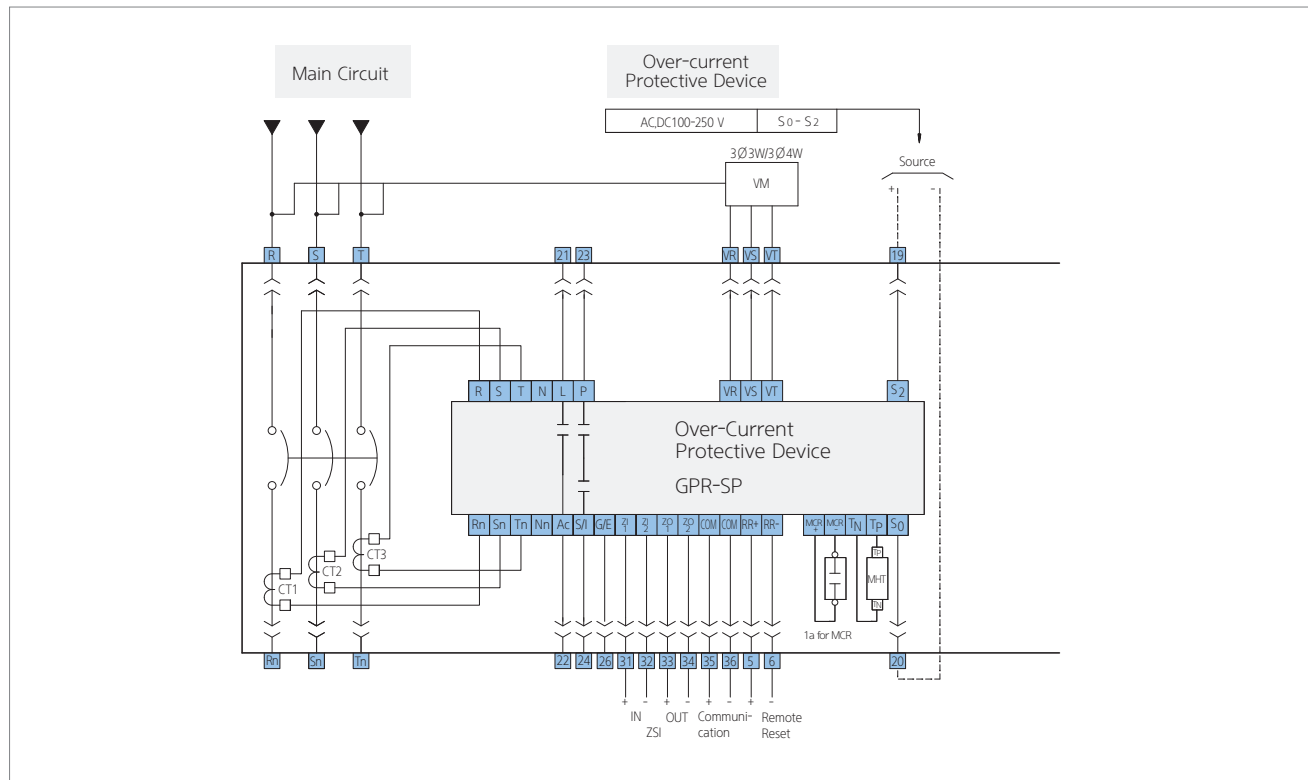 Main Circuit
Over-current
Protective Device
AC,DC100-250 V
S0 - S2
3Ø3W/3Ø4W
Source
VM
+ -
R S T 21 23 VR VS VT 19
R S T N L P VR VS VT S2
Over-Current
Protective Device
GPR-SP
Rn Sn Tn Nn Ac S/I G/E ZI 1 ZI 2 ZO 1 ZO 2 COM COM RR+ RR- MCR + MCR - TN TP S0
CT1
CT2
CT3
TP
MHT
TN
1a for MCR
Rn Sn Tn 22 24 26 31 32 33 34 35 36 5 6 20
+ - + - + - + -
IN OUT Communi- Remote
ZSI cation Reset